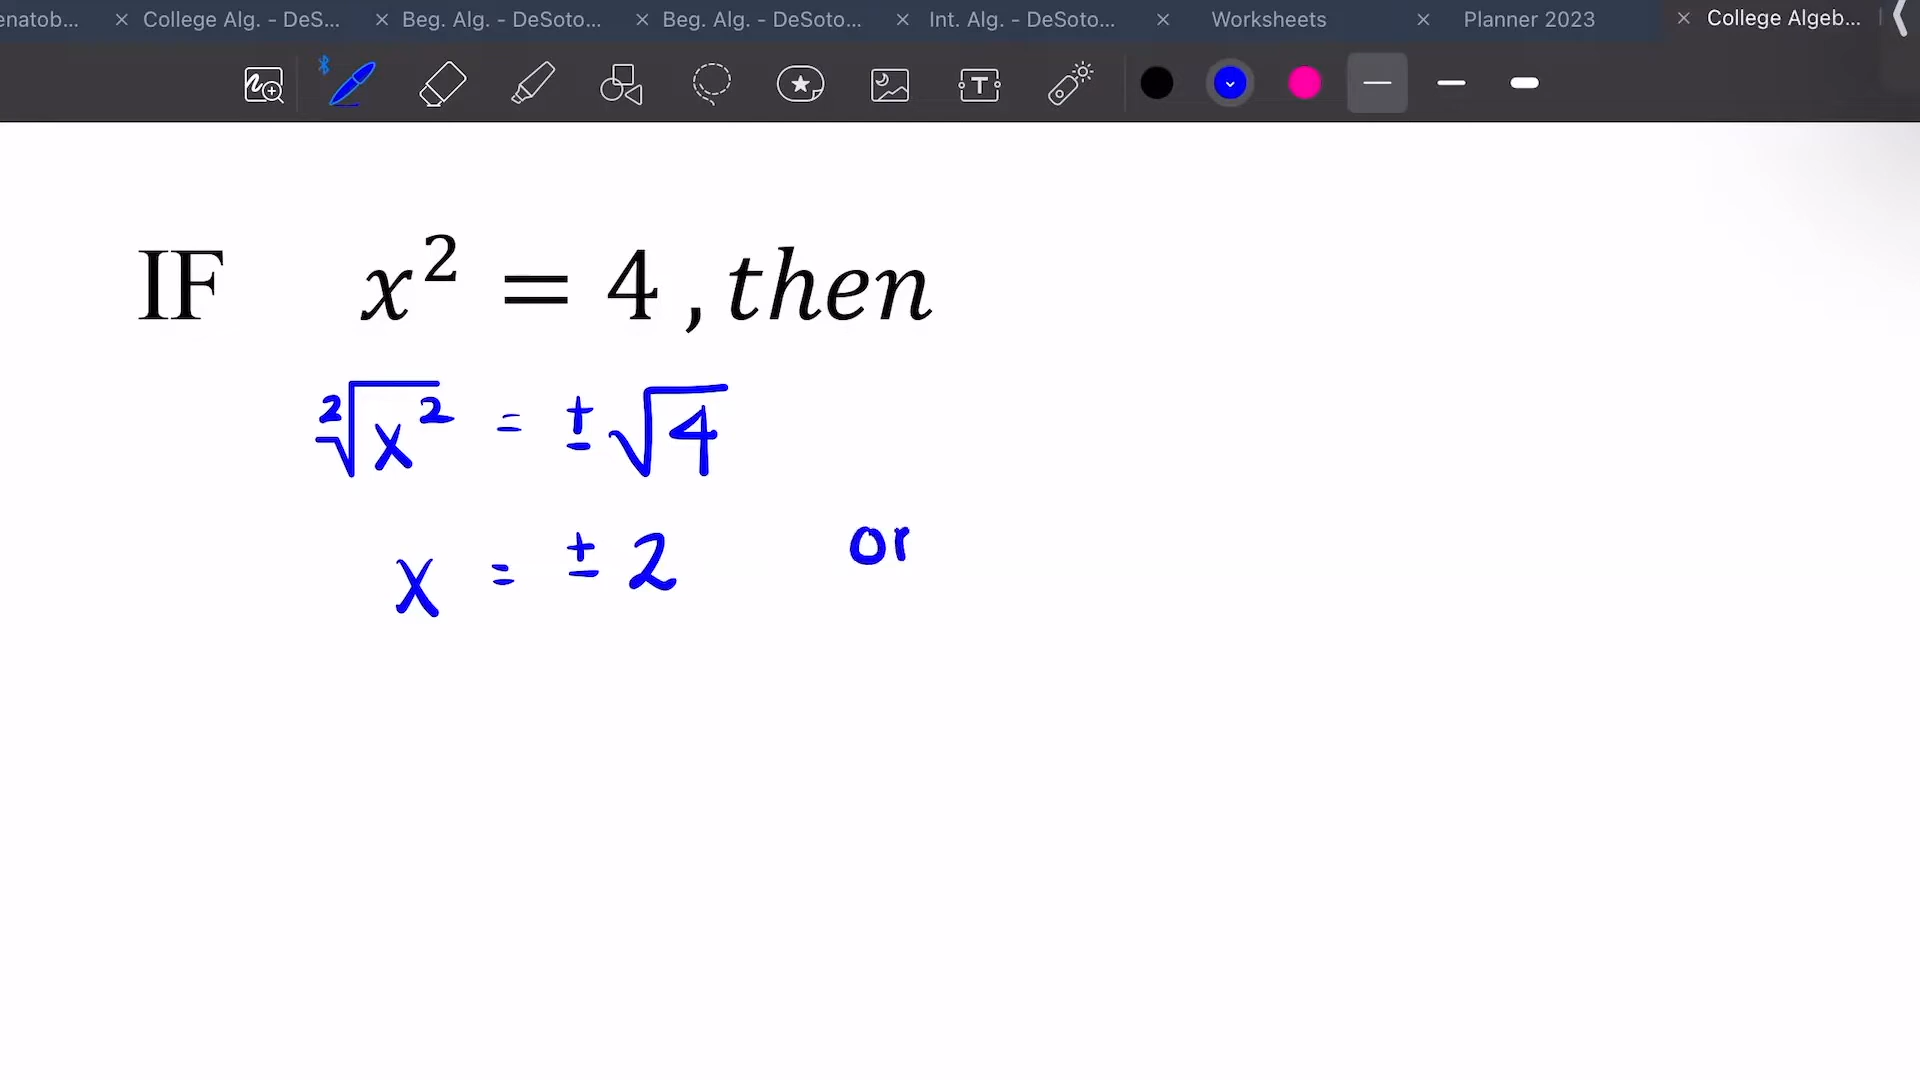 enatob... × College Alg. - DeS... × Beg. Alg. - DeSoto... × Beg. Alg. - DeSoto... × Int. Alg. - DeSoto... × Worksheets × Planner 2023 × College Algeb...
T
IF x² = 4 , then
²√x² = ± √4
x = ± 2 or